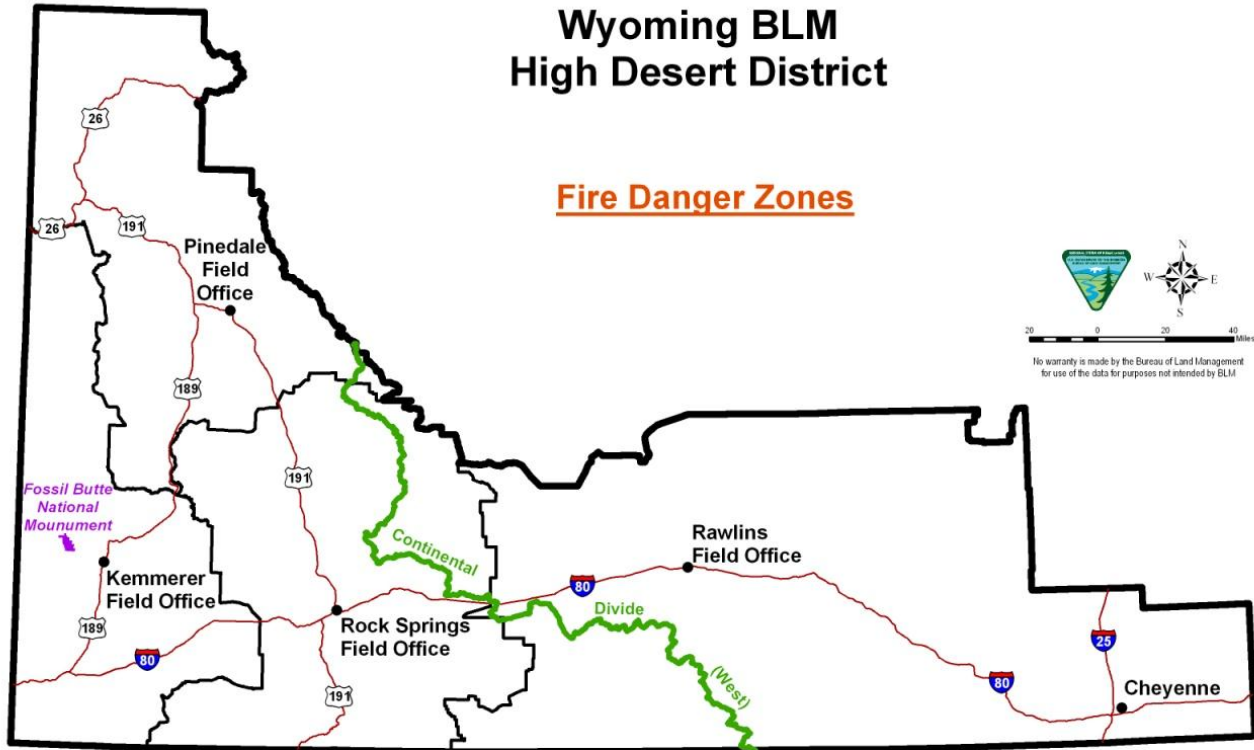 Wyoming BLM
High Desert District
Fire Danger Zones
26
26
191
Pinedale
Field
Office
N
W
E
S
20
0
20
40
Miles
No warranty is made by the Bureau of Land Management
for use of the data for purposes not intended by BLM
189
191
Fossil Butte
National
Mounument
Continental
Rawlins
Field Office
Kemmerer
Field Office
80
Divide
Rock Springs
Field Office
189
80
25
191
(West)
80
Cheyenne